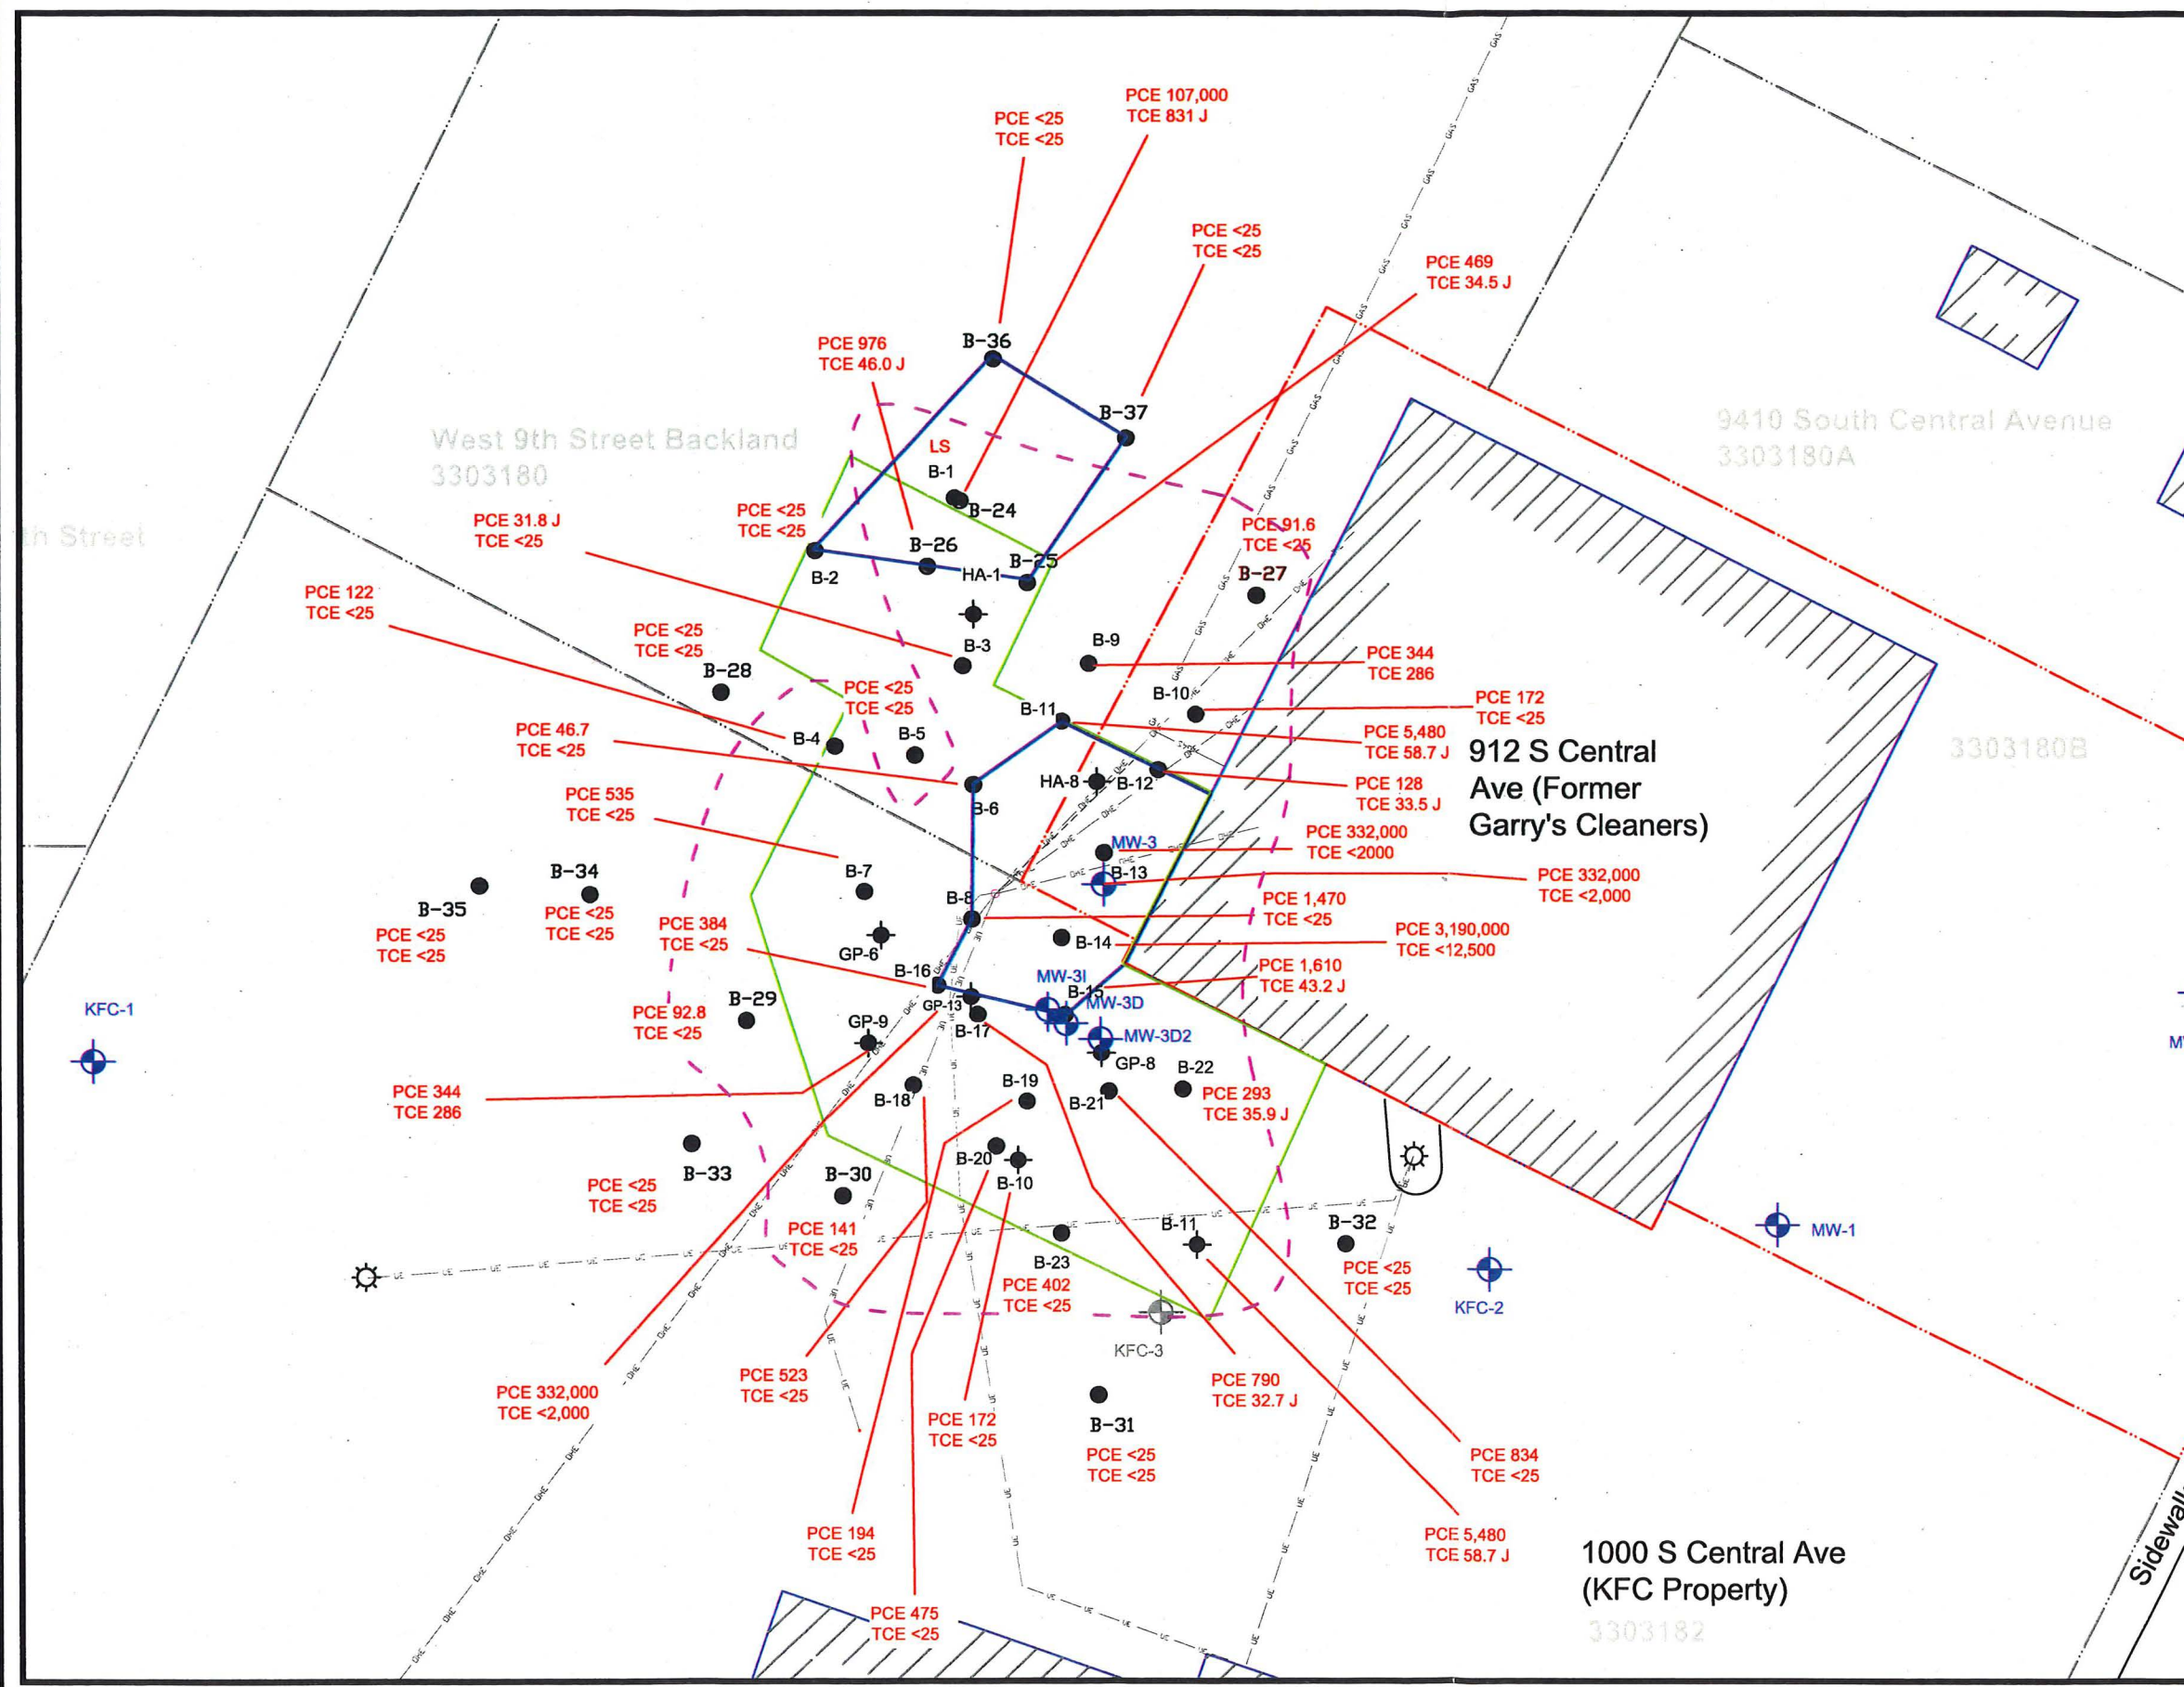 PCE 107,000
TCE 831 J
PCE <25
TCE <25
PCE <25
TCE <25
PCE 469
TCE 34.5 J
B-36
PCE 976
TCE 46.0 J
B-37
West 9th Street Backland
3303180
9410 South Central Avenue
3303180A
LS
B-1
B-24
PCE <25
TCE <25
PCE 31.8 J
TCE <25
th Street
PCE 91.6
TCE <25
B-26
B-25
HA-1
B-2
B-27
PCE 122
TCE <25
PCE <25
TCE <25
B-3
B-9
PCE 344
TCE 286
B-28
PCE <25
TCE <25
B-10
PCE 172
TCE <25
B-11
PCE 46.7
TCE <25
B-4
B-5
PCE 5,480
TCE 58.7 J
912 S Central
Ave (Former
Garry's Cleaners)
3303180B
HA-8
B-12
PCE 128
TCE 33.5 J
PCE 535
TCE <25
B-6
MW-3
PCE 332,000
TCE <2000
B-7
B-13
PCE 332,000
TCE <2,000
B-34
B-35
B-8
PCE 1,470
TCE <25
PCE <25
TCE <25
PCE <25
TCE <25
PCE 384
TCE <25
GP-6
B-14
PCE 3,190,000
TCE <12,500
B-16
MW-3I
B-15
PCE 1,610
TCE 43.2 J
KFC-1
B-29
PCE 92.8
TCE <25
GP-13
MW-3D
B-17
GP-9
MW-3D2
GP-8
B-22
PCE 344
TCE 286
B-18
B-19
B-21
PCE 293
TCE 35.9 J
B-33
B-20
B-10
B-30
PCE <25
TCE <25
PCE 141
TCE <25
B-11
B-32
MW-1
B-23
PCE 402
TCE <25
PCE <25
TCE <25
KFC-2
KFC-3
PCE 332,000
TCE <2,000
PCE 523
TCE <25
PCE 790
TCE 32.7 J
PCE 172
TCE <25
B-31
PCE <25
TCE <25
PCE 834
TCE <25
PCE 194
TCE <25
PCE 5,480
TCE 58.7 J
1000 S Central Ave
(KFC Property)
3303182
PCE 475
TCE <25
GAS
OHE
UE